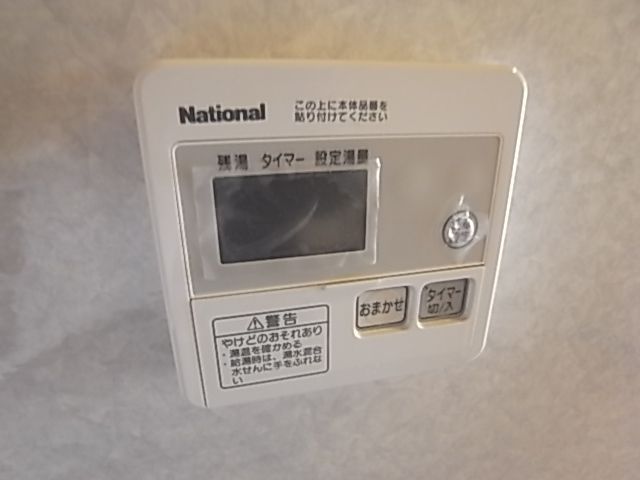 National
この上に本体品番を
貼り付けてください
残湯 タイマー 設定湯量
おまかせ
タイマー
切/入
⚠警告
やけどのおそれあり
・湯温を確かめる
・給湯時は、湯水混合
水せんに手をふれな
い